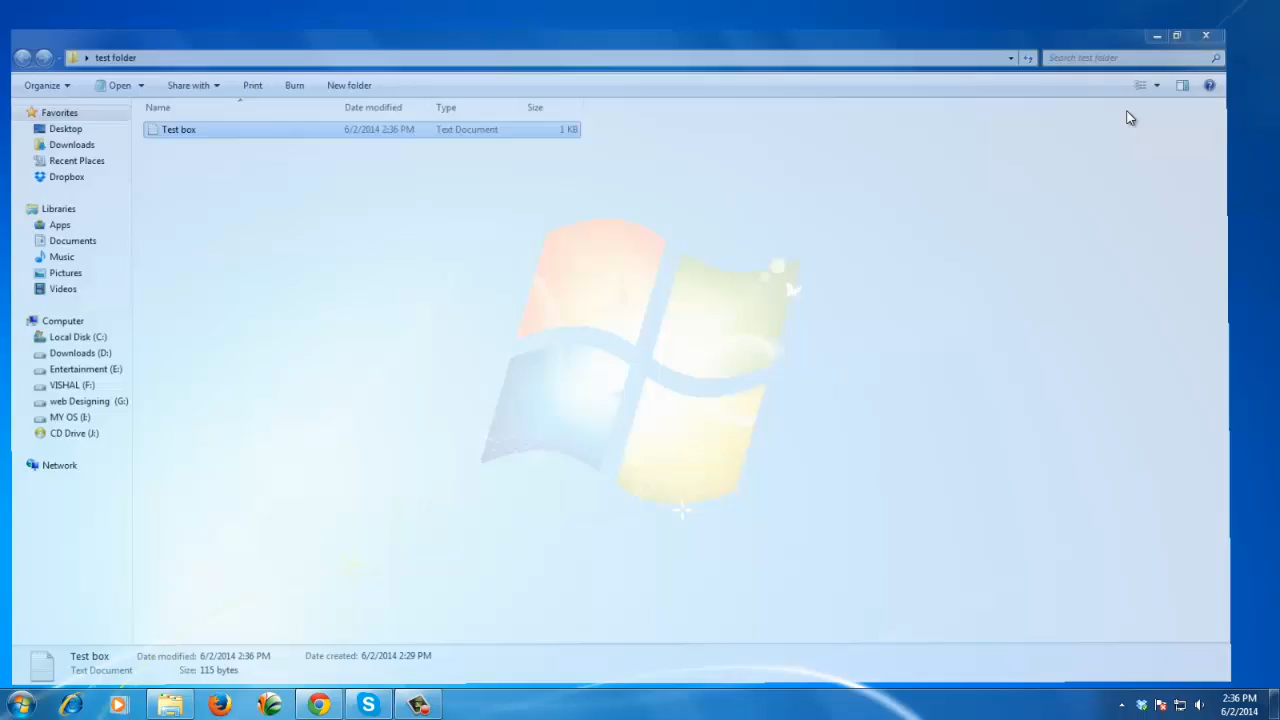 test folder
Search test folder
Organize Open Share with Print Burn New folder
Name Date modified Type Size
Test box 6/2/2014 2:36 PM Text Document 1 KB
Favorites
Desktop
Downloads
Recent Places
Dropbox
Libraries
Apps
Documents
Music
Pictures
Videos
Computer
Local Disk (C:)
Downloads (D:)
Entertainment (E:)
VISHAL (F:)
web Designing (G:)
MY OS (I:)
CD Drive (J:)
Network
Test box Date modified: 6/2/2014 2:36 PM Date created: 6/2/2014 2:29 PM
Text Document Size: 115 bytes
2:36 PM
6/2/2014